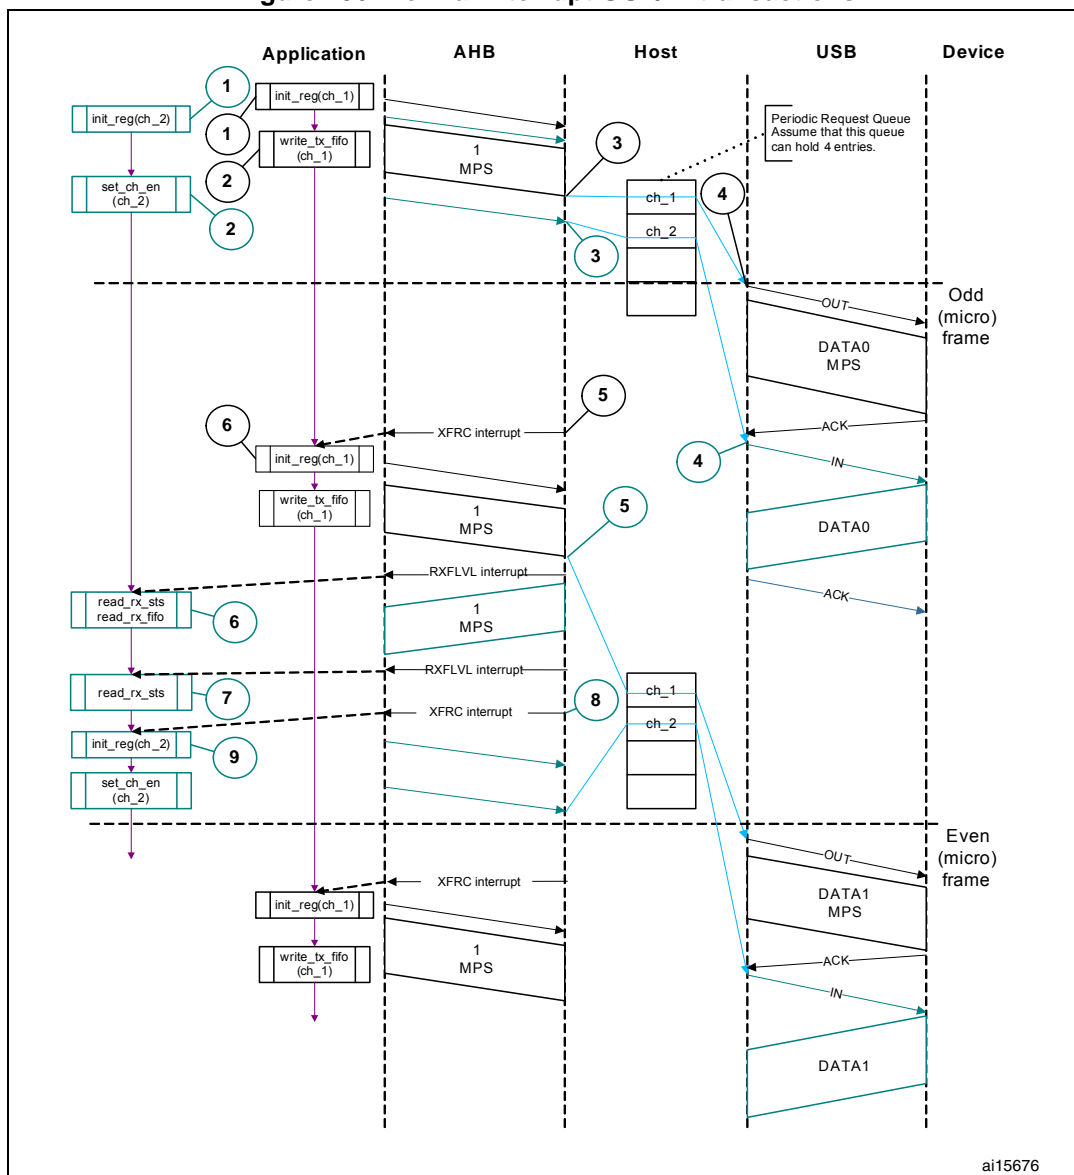 Application
AHB
Host
USB
Device
1
init_reg(ch_1)
init_reg(ch_2)
1
Periodic Request Queue
Assume that this queue
can hold 4 entries.
write_tx_fifo
(ch_1)
1
MPS
3
2
set_ch_en
(ch_2)
ch_1
4
2
ch_2
3
Odd
(micro)
frame
OUT
DATA0
MPS
5
6
XFRC interrupt
ACK
init_reg(ch_1)
4
IN
write_tx_fifo
(ch_1)
1
MPS
5
DATA0
RXFLVL interrupt
ACK
read_rx_sts
read_rx_fifo
6
1
MPS
RXFLVL interrupt
read_rx_sts
7
ch_1
XFRC interrupt
8
ch_2
init_reg(ch_2)
9
set_ch_en
(ch_2)
Even
(micro)
frame
OUT
XFRC interrupt
init_reg(ch_1)
DATA1
MPS
write_tx_fifo
(ch_1)
1
MPS
ACK
IN
DATA1
ai15676